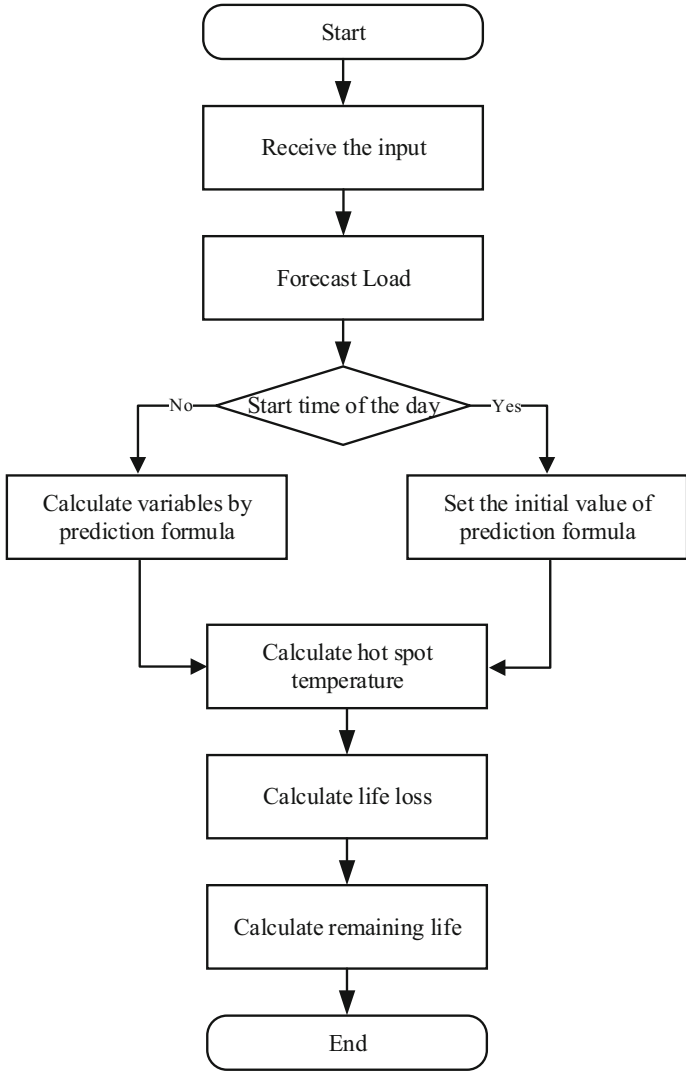 Start
Receive the input
Forecast Load
Start time of the day
No
Yes
Calculate variables by
prediction formula
Set the initial value of
prediction formula
Calculate hot spot
temperature
Calculate life loss
Calculate remaining life
End